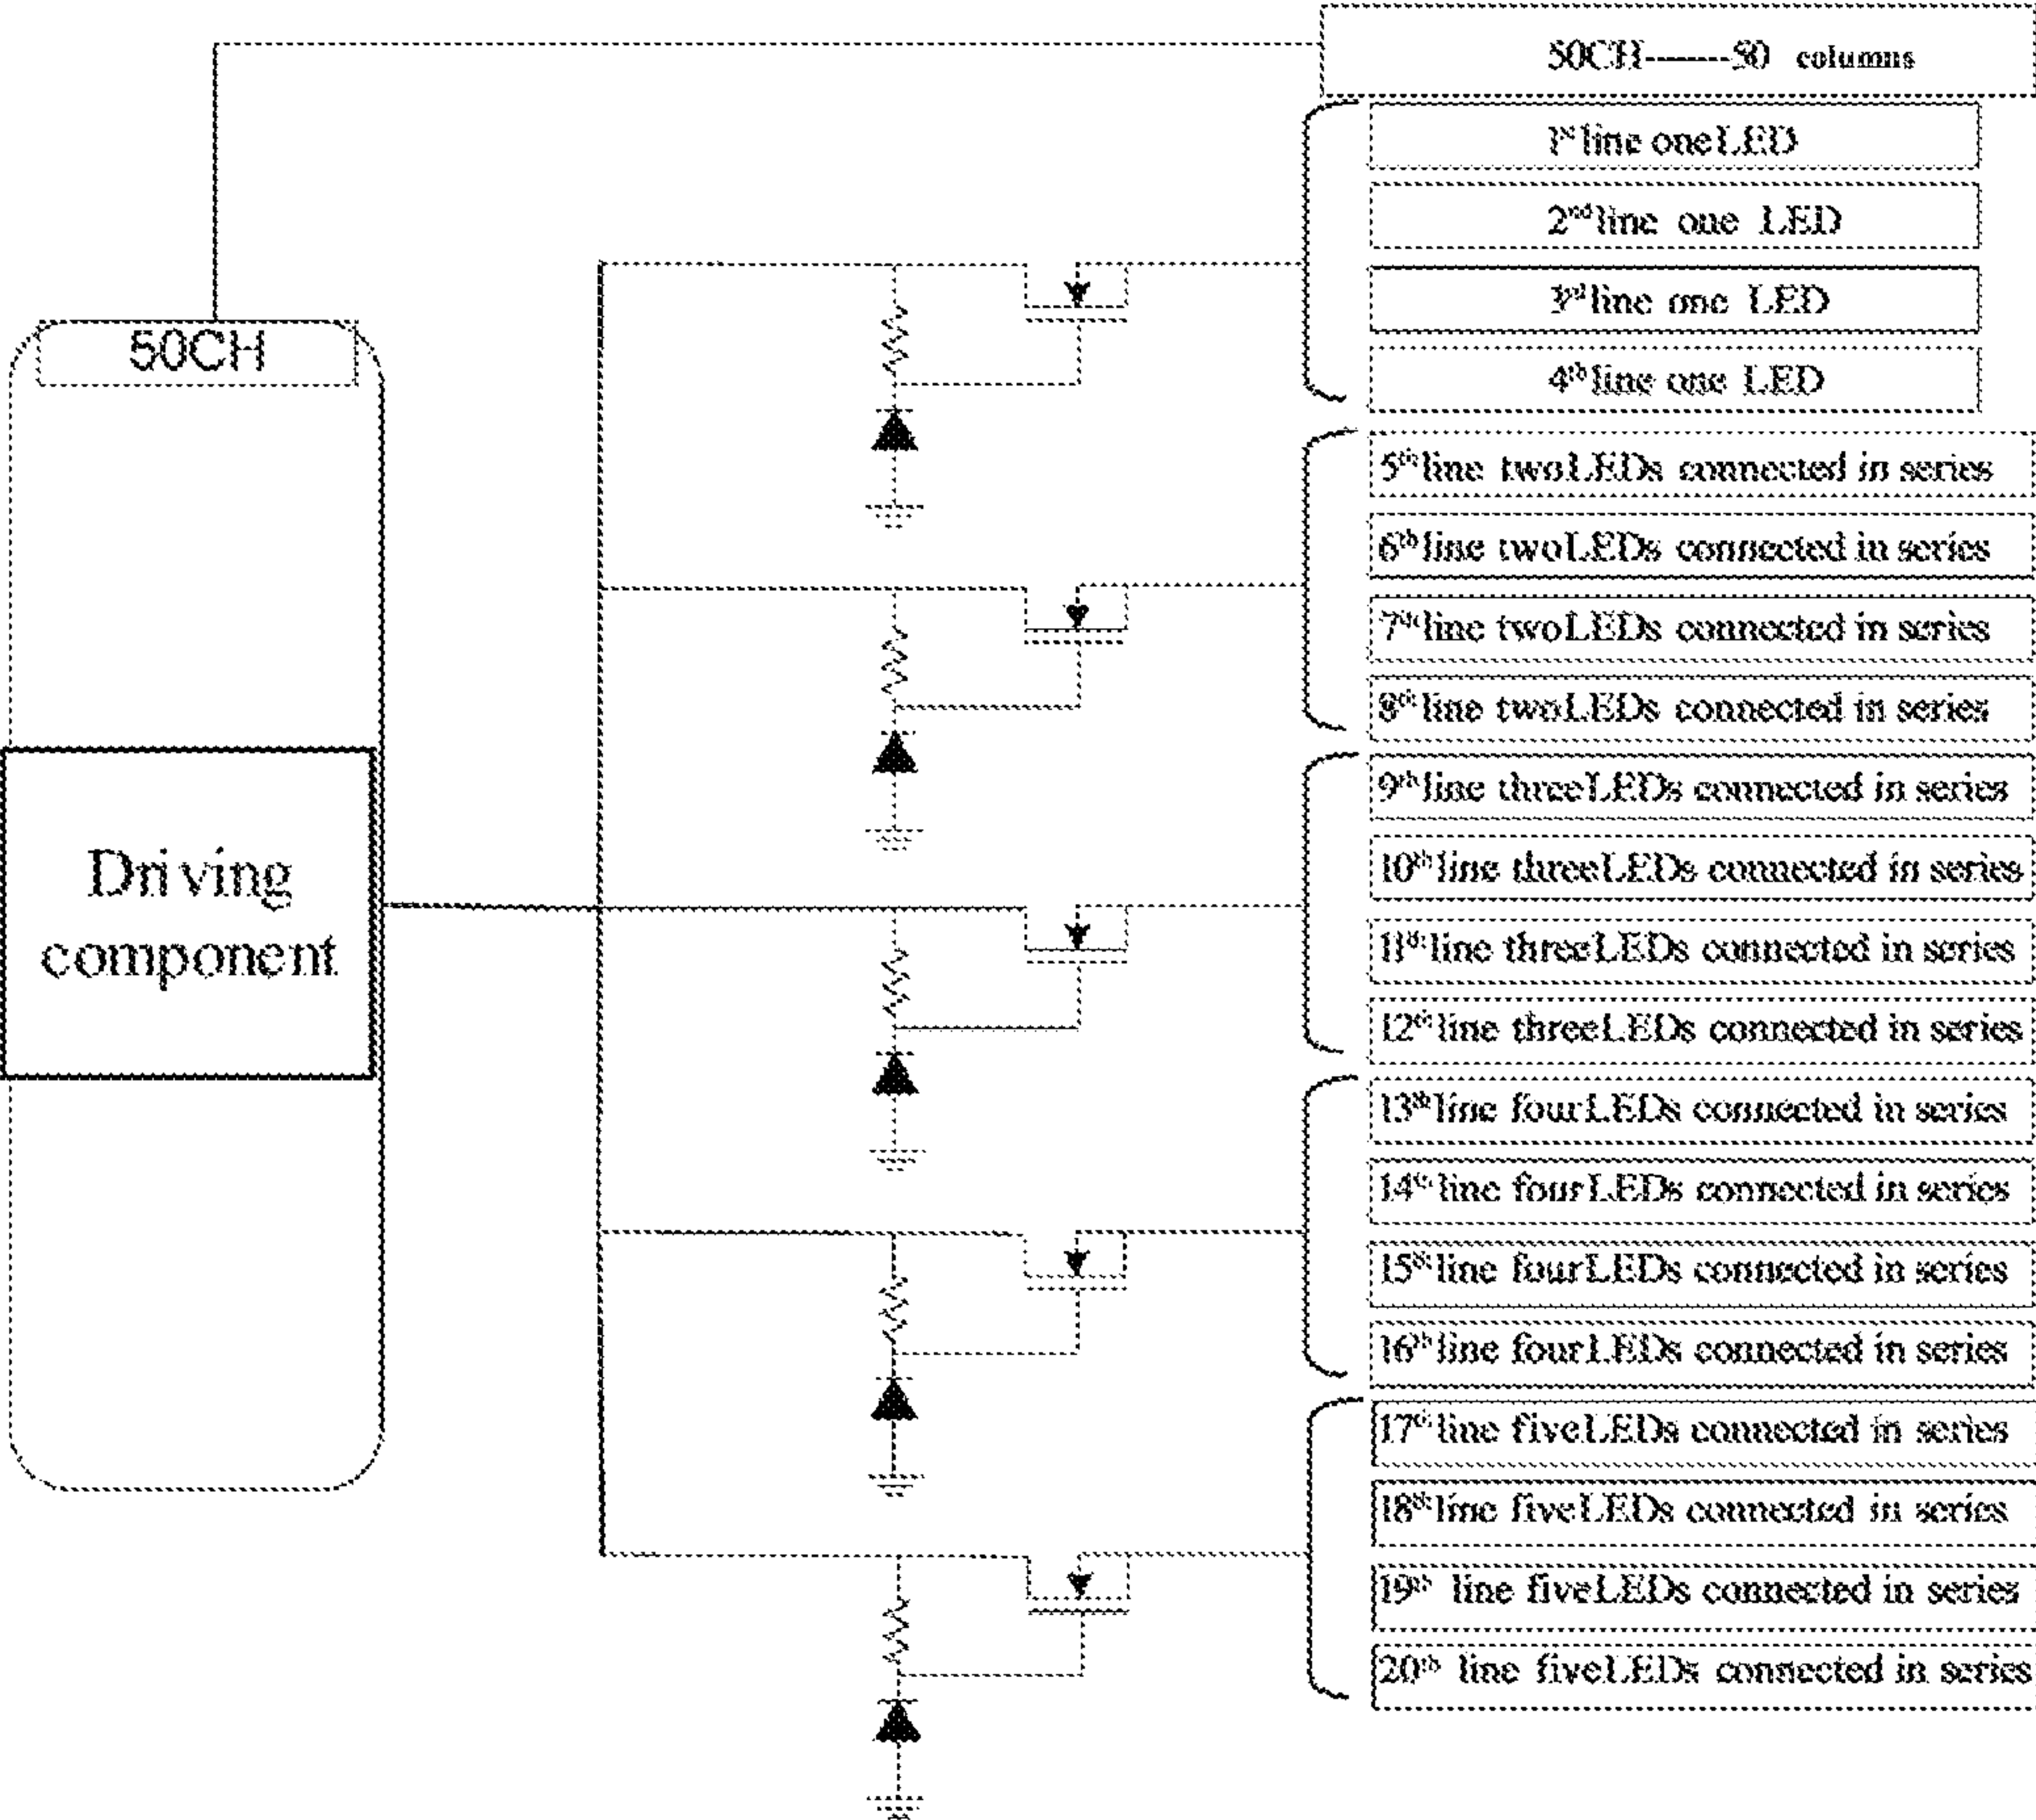 50CH-------50 columns
1st line one LED
2nd line one LED
3rd line one LED
4th line one LED
50CH
5th line two LEDs connected in series
6th line two LEDs connected in series
7th line two LEDs connected in series
8th line two LEDs connected in series
9th line three LEDs connected in series
10th line three LEDs connected in series
11th line three LEDs connected in series
12th line three LEDs connected in series
Driving
component
13th line four LEDs connected in series
14th line four LEDs connected in series
15th line four LEDs connected in series
16th line four LEDs connected in series
17th line five LEDs connected in series
18th line five LEDs connected in series
19th line five LEDs connected in series
20th line five LEDs connected in series